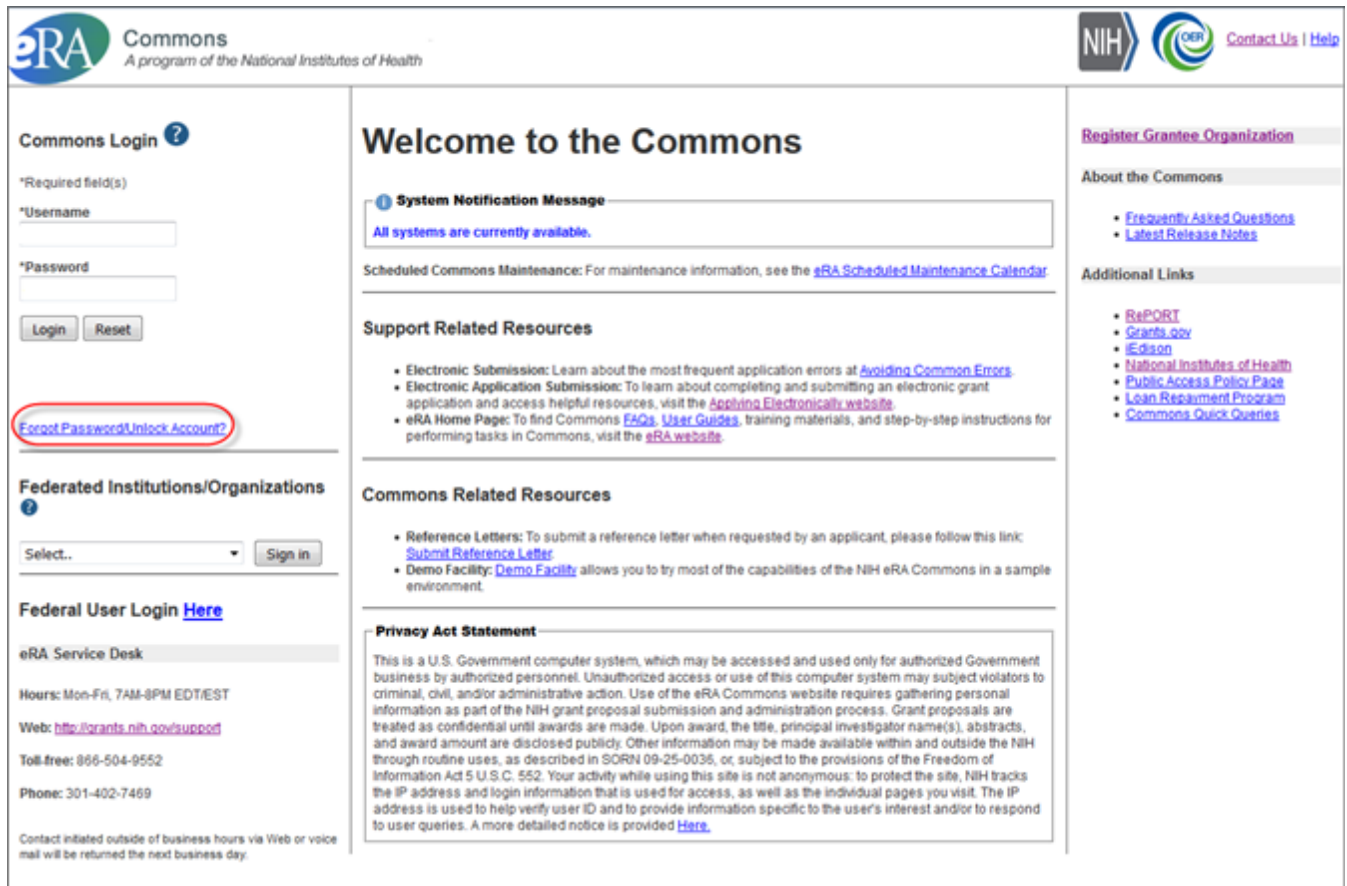 eRA
Commons
A program of the National Institutes of Health
NIH
OER
Contact Us | Help
Commons Login ?
*Required field(s)
*Username
*Password
Login Reset
Forgot Password/Unlock Account?
Federated Institutions/Organizations
?
Select.. Sign in
Federal User Login Here
eRA Service Desk
Hours: Mon-Fri, 7AM-8PM EDT/EST
Web: http://grants.nih.gov/support
Toll-free: 866-504-9552
Phone: 301-402-7469
Contact initiated outside of business hours via Web or voice
mail will be returned the next business day.
Welcome to the Commons
i System Notification Message
All systems are currently available.
Scheduled Commons Maintenance: For maintenance information, see the eRA Scheduled Maintenance Calendar.
Support Related Resources
• Electronic Submission: Learn about the most frequent application errors at Avoiding Common Errors.
• Electronic Application Submission: To learn about completing and submitting an electronic grant
application and access helpful resources, visit the Applying Electronically website.
• eRA Home Page: To find Commons FAQs, User Guides, training materials, and step-by-step instructions for
performing tasks in Commons, visit the eRA website.
Commons Related Resources
• Reference Letters: To submit a reference letter when requested by an applicant, please follow this link:
Submit Reference Letter.
• Demo Facility: Demo Facility allows you to try most of the capabilities of the NIH eRA Commons in a sample
environment.
Privacy Act Statement
This is a U.S. Government computer system, which may be accessed and used only for authorized Government
business by authorized personnel. Unauthorized access or use of this computer system may subject violators to
criminal, civil, and/or administrative action. Use of the eRA Commons website requires gathering personal
information as part of the NIH grant proposal submission and administration process. Grant proposals are
treated as confidential until awards are made. Upon award, the title, principal investigator name(s), abstracts,
and award amount are disclosed publicly. Other information may be made available within and outside the NIH
through routine uses, as described in SORN 09-25-0036, or, subject to the provisions of the Freedom of
Information Act 5 U.S.C. 552. Your activity while using this site is not anonymous: to protect the site, NIH tracks
the IP address and login information that is used for access, as well as the individual pages you visit. The IP
address is used to help verify user ID and to provide information specific to the user's interest and/or to respond
to user queries. A more detailed notice is provided Here.
Register Grantee Organization
About the Commons
• Frequently Asked Questions
• Latest Release Notes
Additional Links
• RePORT
• Grants.gov
• iEdison
• National Institutes of Health
• Public Access Policy Page
• Loan Repayment Program
• Commons Quick Queries